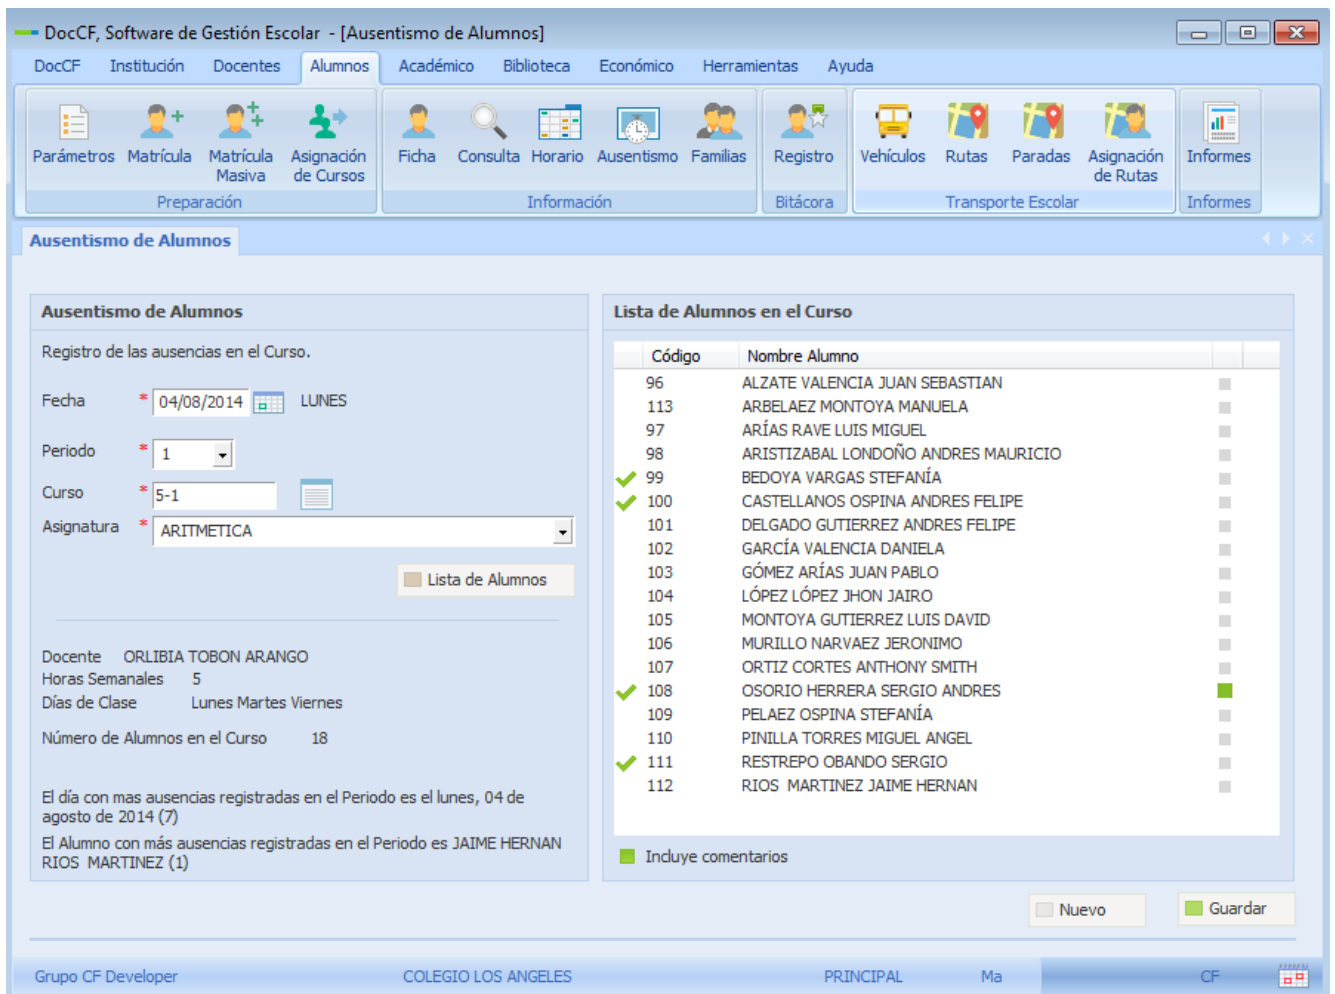 DocCF, Software de Gestión Escolar - [Ausentismo de Alumnos]
DocCF Institución Docentes Alumnos Académico Biblioteca Económico Herramientas Ayuda
Parámetros Matrícula Matrícula Masiva Asignación de Cursos Ficha Consulta Horario Ausentismo Familias Registro Vehículos Rutas Paradas Asignación de Rutas Informes
Preparación Información Bitácora Transporte Escolar Informes
Ausentismo de Alumnos
Ausentismo de Alumnos
Registro de las ausencias en el Curso.
Fecha * 04/08/2014 LUNES
Periodo * 1
Curso * 5-1
Asignatura * ARITMETICA
Lista de Alumnos
Docente ORLIBIA TOBON ARANGO
Horas Semanales 5
Días de Clase Lunes Martes Viernes
Número de Alumnos en el Curso 18
El día con mas ausencias registradas en el Periodo es el lunes, 04 de
agosto de 2014 (7)
El Alumno con más ausencias registradas en el Periodo es JAIME HERNAN
RIOS MARTINEZ (1)
Lista de Alumnos en el Curso
Código Nombre Alumno
96 ALZATE VALENCIA JUAN SEBASTIAN
113 ARBELAEZ MONTOYA MANUELA
97 ARÍAS RAVE LUIS MIGUEL
98 ARISTIZABAL LONDOÑO ANDRES MAURICIO
99 BEDOYA VARGAS STEFANÍA
100 CASTELLANOS OSPINA ANDRES FELIPE
101 DELGADO GUTIERREZ ANDRES FELIPE
102 GARCÍA VALENCIA DANIELA
103 GÓMEZ ARÍAS JUAN PABLO
104 LÓPEZ LÓPEZ JHON JAIRO
105 MONTOYA GUTIERREZ LUIS DAVID
106 MURILLO NARVAEZ JERONIMO
107 ORTIZ CORTES ANTHONY SMITH
108 OSORIO HERRERA SERGIO ANDRES
109 PELAEZ OSPINA STEFANÍA
110 PINILLA TORRES MIGUEL ANGEL
111 RESTREPO OBANDO SERGIO
112 RIOS MARTINEZ JAIME HERNAN
Incluye comentarios
Nuevo Guardar
Grupo CF Developer COLEGIO LOS ANGELES PRINCIPAL Ma CF